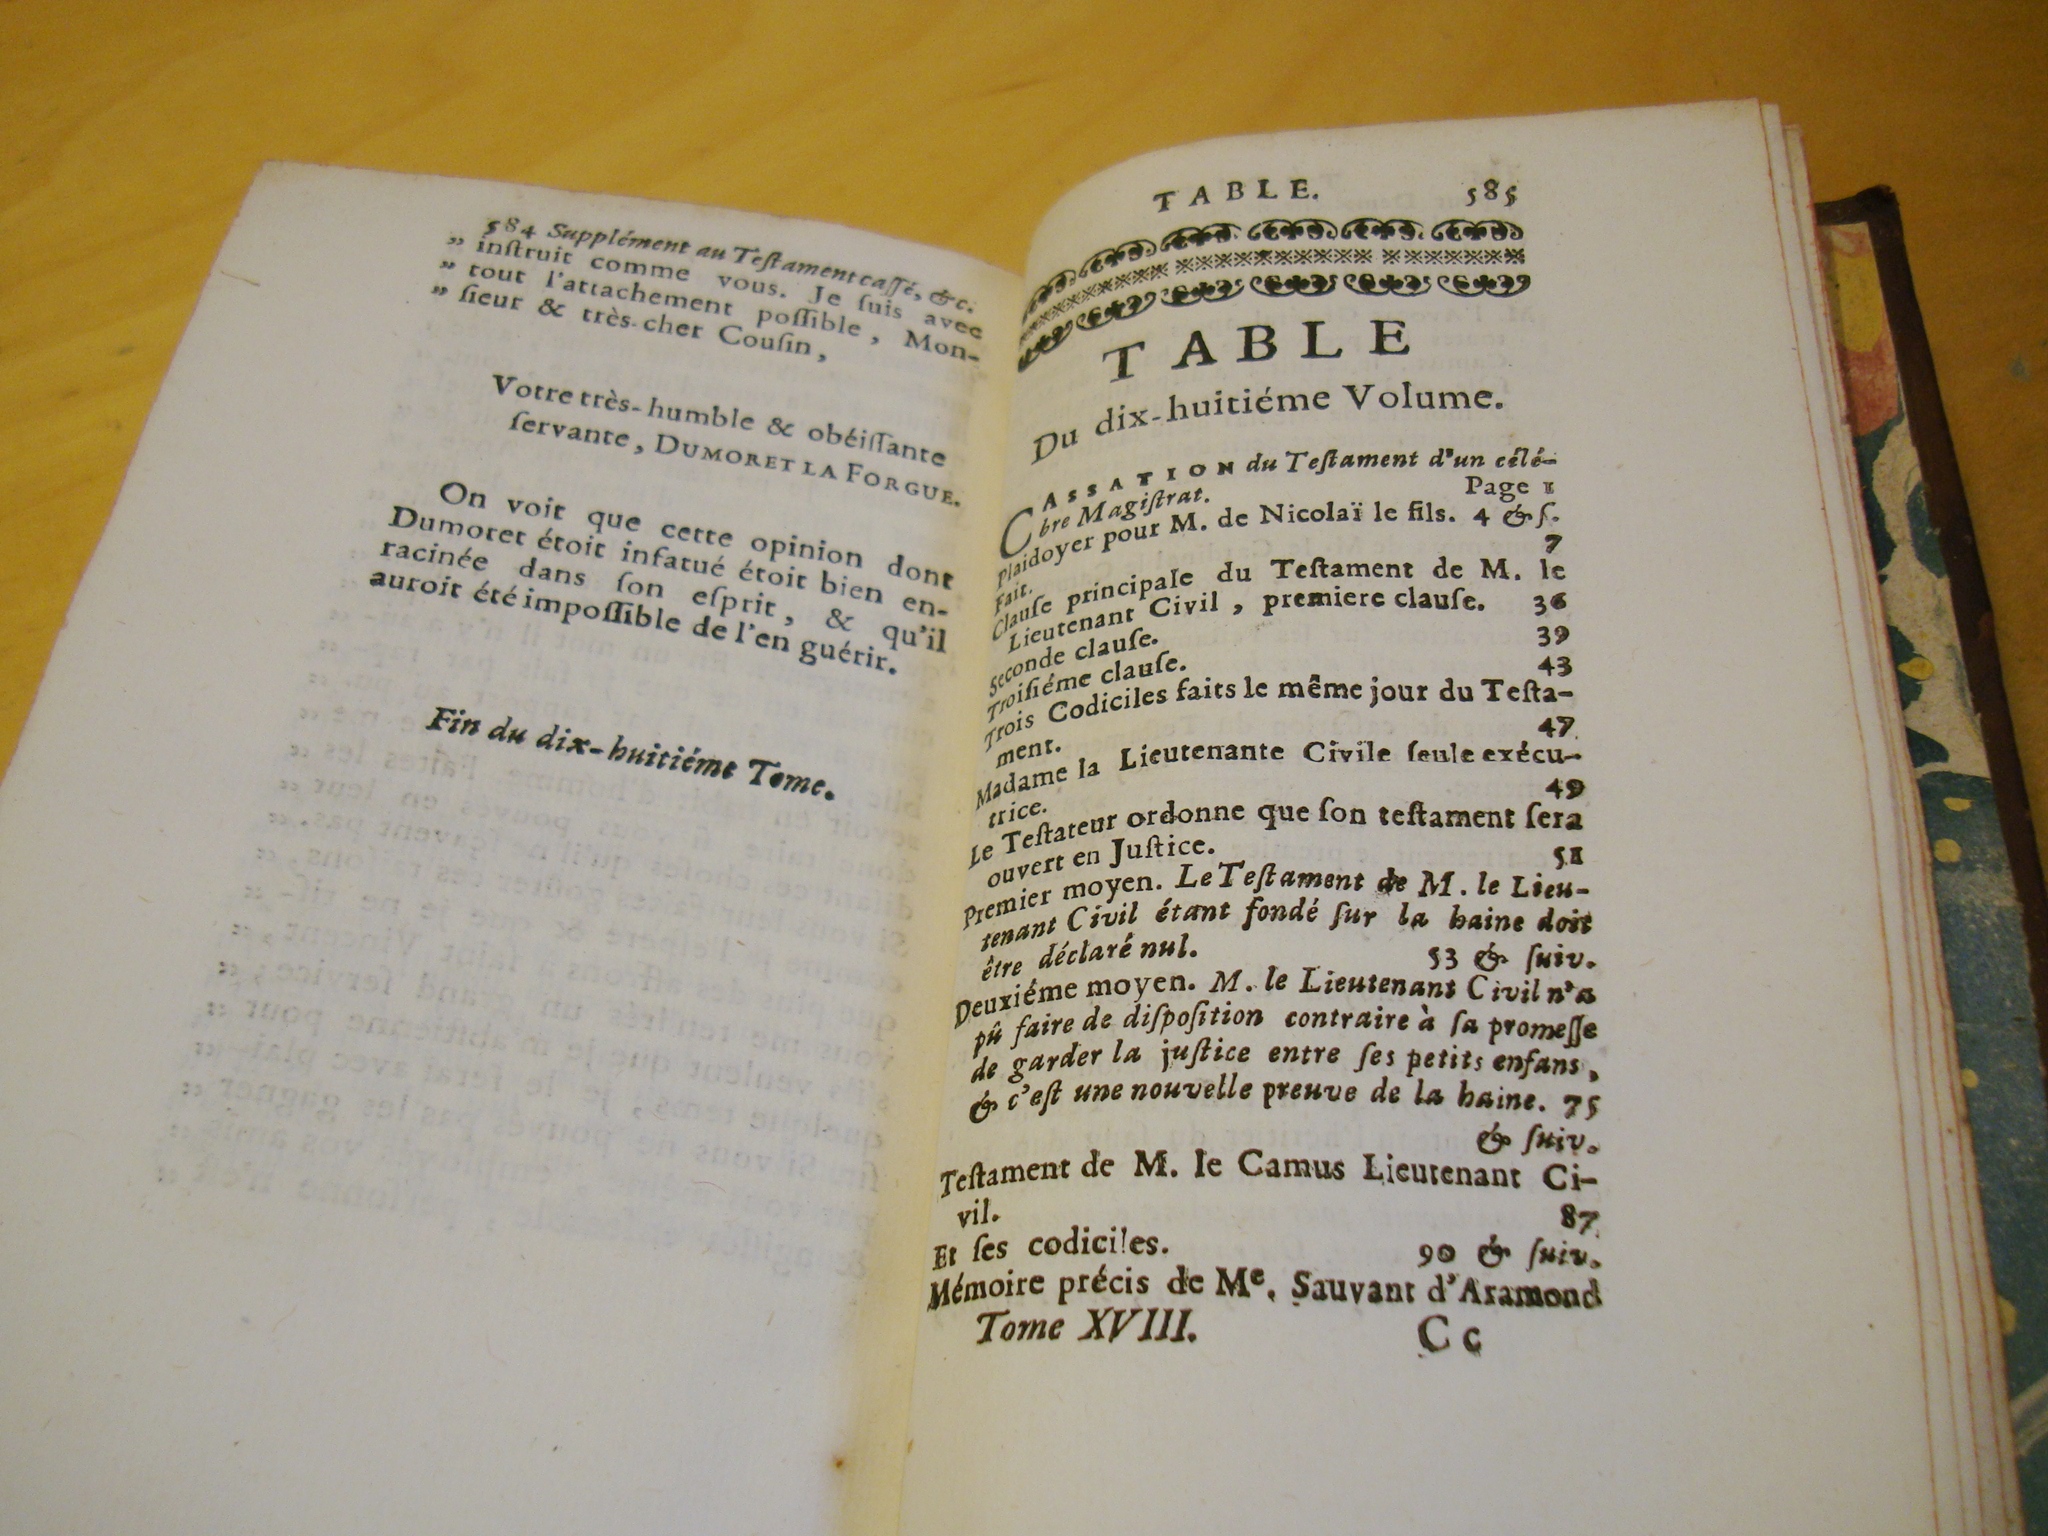 584 Supplément au Testament cassé, &c.
” inſtruit comme vous. Je ſuis avec
” tout l'attachement poſſible, Mon-
” ſieur & très-cher Couſin,
Votre très-humble & obéiſſante
ſervante, DUMORET LA FORGUE.
On voit que cette opinion dont
Dumoret étoit infatué étoit bien en-
racinée dans ſon eſprit, & qu'il
auroit été impoſſible de l'en guérir.
Fin du dix-huitiéme Tome.
TABLE. 585
TABLE
Du dix-huitiéme Volume.
CASSATION du Teſtament d'un célé-
bre Magiſtrat. Page 1
Plaidoyer pour M. de Nicolaï le fils. 4 & ſ.
Fait. 7
Clauſe principale du Teſtament de M. le
Lieutenant Civil, premiere clauſe. 36
Seconde clauſe. 39
Troiſiéme clauſe. 43
Trois Codiciles faits le même jour du Teſta-
ment. 47
Madame la Lieutenante Civile ſeule exécu-
trice. 49
Le Teſtateur ordonne que ſon teſtament ſera
ouvert en Juſtice. 51
Premier moyen. Le Teſtament de M. le Lieu-
tenant Civil étant fondé ſur la haine doit
être déclaré nul. 53 & ſuiv.
Deuxiéme moyen. M. le Lieutenant Civil n'a
pû faire de diſpoſition contraire à ſa promeſſe
de garder la juſtice entre ſes petits enfans,
& c'eſt une nouvelle preuve de la haine. 75
& ſuiv.
Teſtament de M. le Camus Lieutenant Ci-
vil. 87
Et ſes codiciles. 90 & ſuiv.
Mémoire précis de Me. Sauvant d'Aramond
Tome XVIII. Cc